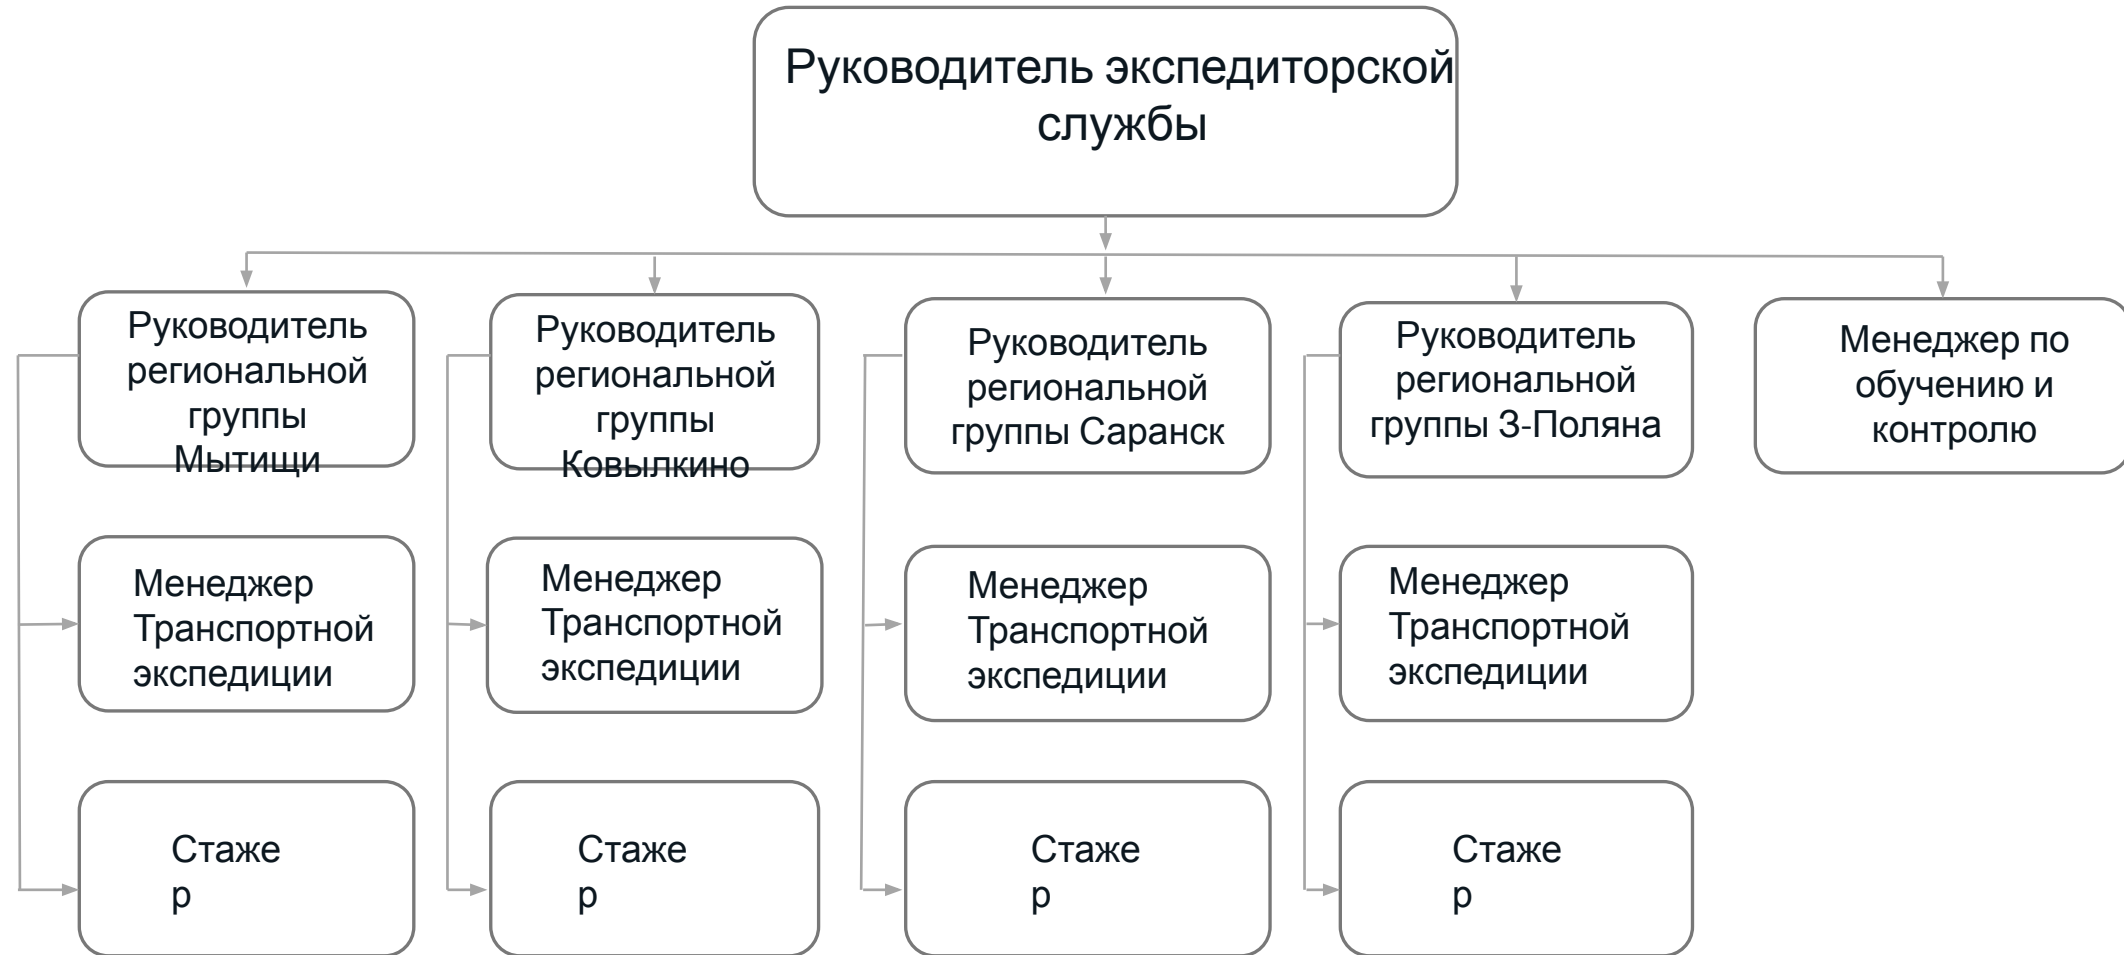 Руководитель экспедиторской
службы
Руководитель
региональной
группы
Мытищи
Руководитель
региональной
группы
Ковылкино
Руководитель
региональной
группы Саранск
Руководитель
региональной
группы З-Поляна
Менеджер по
обучению и
контролю
Менеджер
Транспортной
экспедиции
Менеджер
Транспортной
экспедиции
Менеджер
Транспортной
экспедиции
Менеджер
Транспортной
экспедиции
Стаже
р
Стаже
р
Стаже
р
Стаже
р